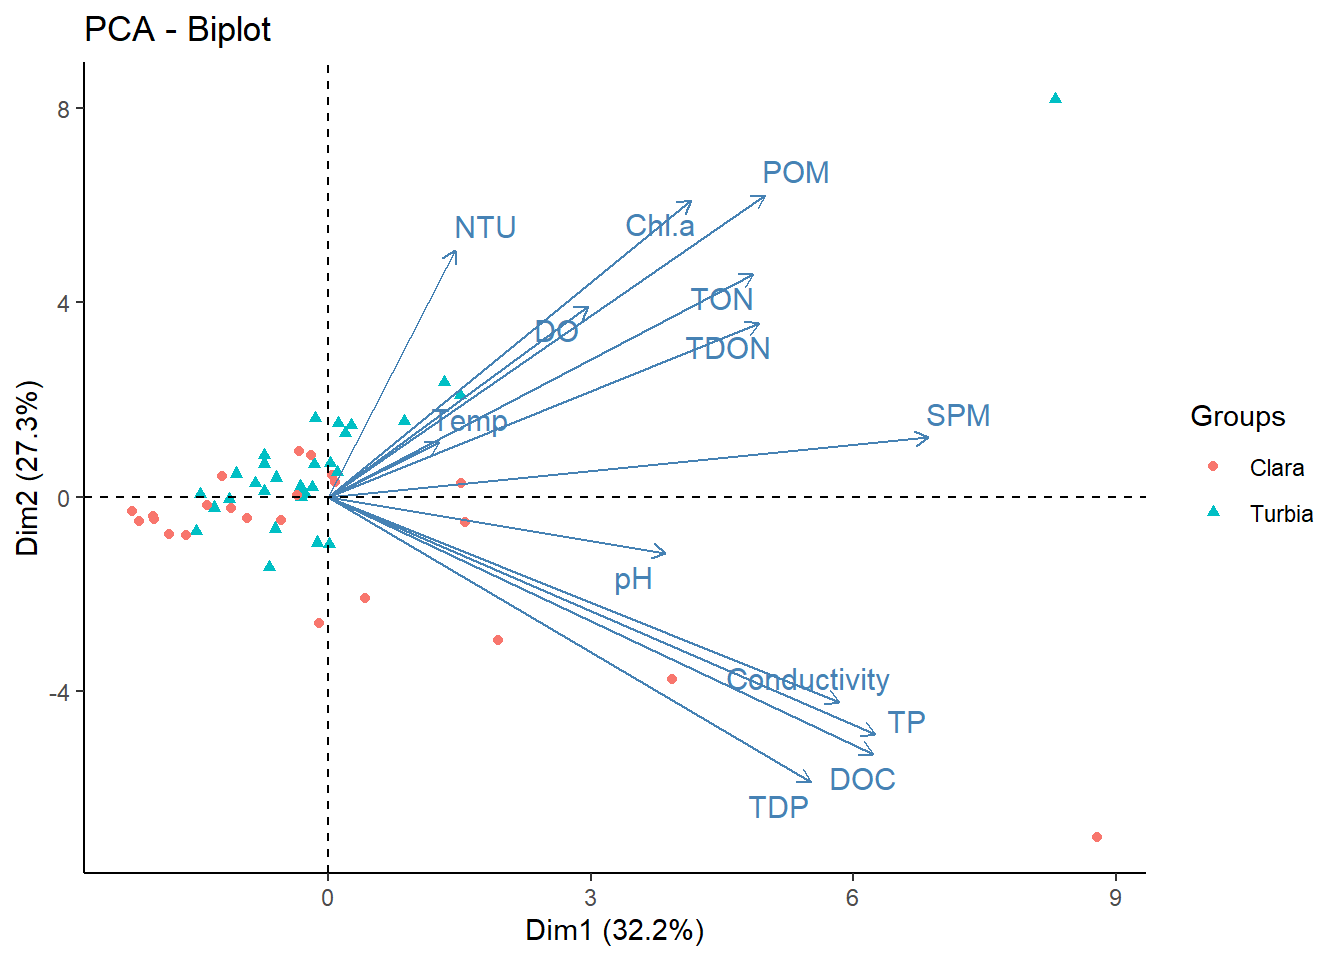 PCA - Biplot
8
4
0
-4
Dim2 (27.3%)
POM
Chl.a
NTU
TON
DO
TDON
Temp
SPM
pH
Conductivity
TP
DOC
TDP
0
3
6
9
Dim1 (32.2%)
Groups
Clara
Turbia